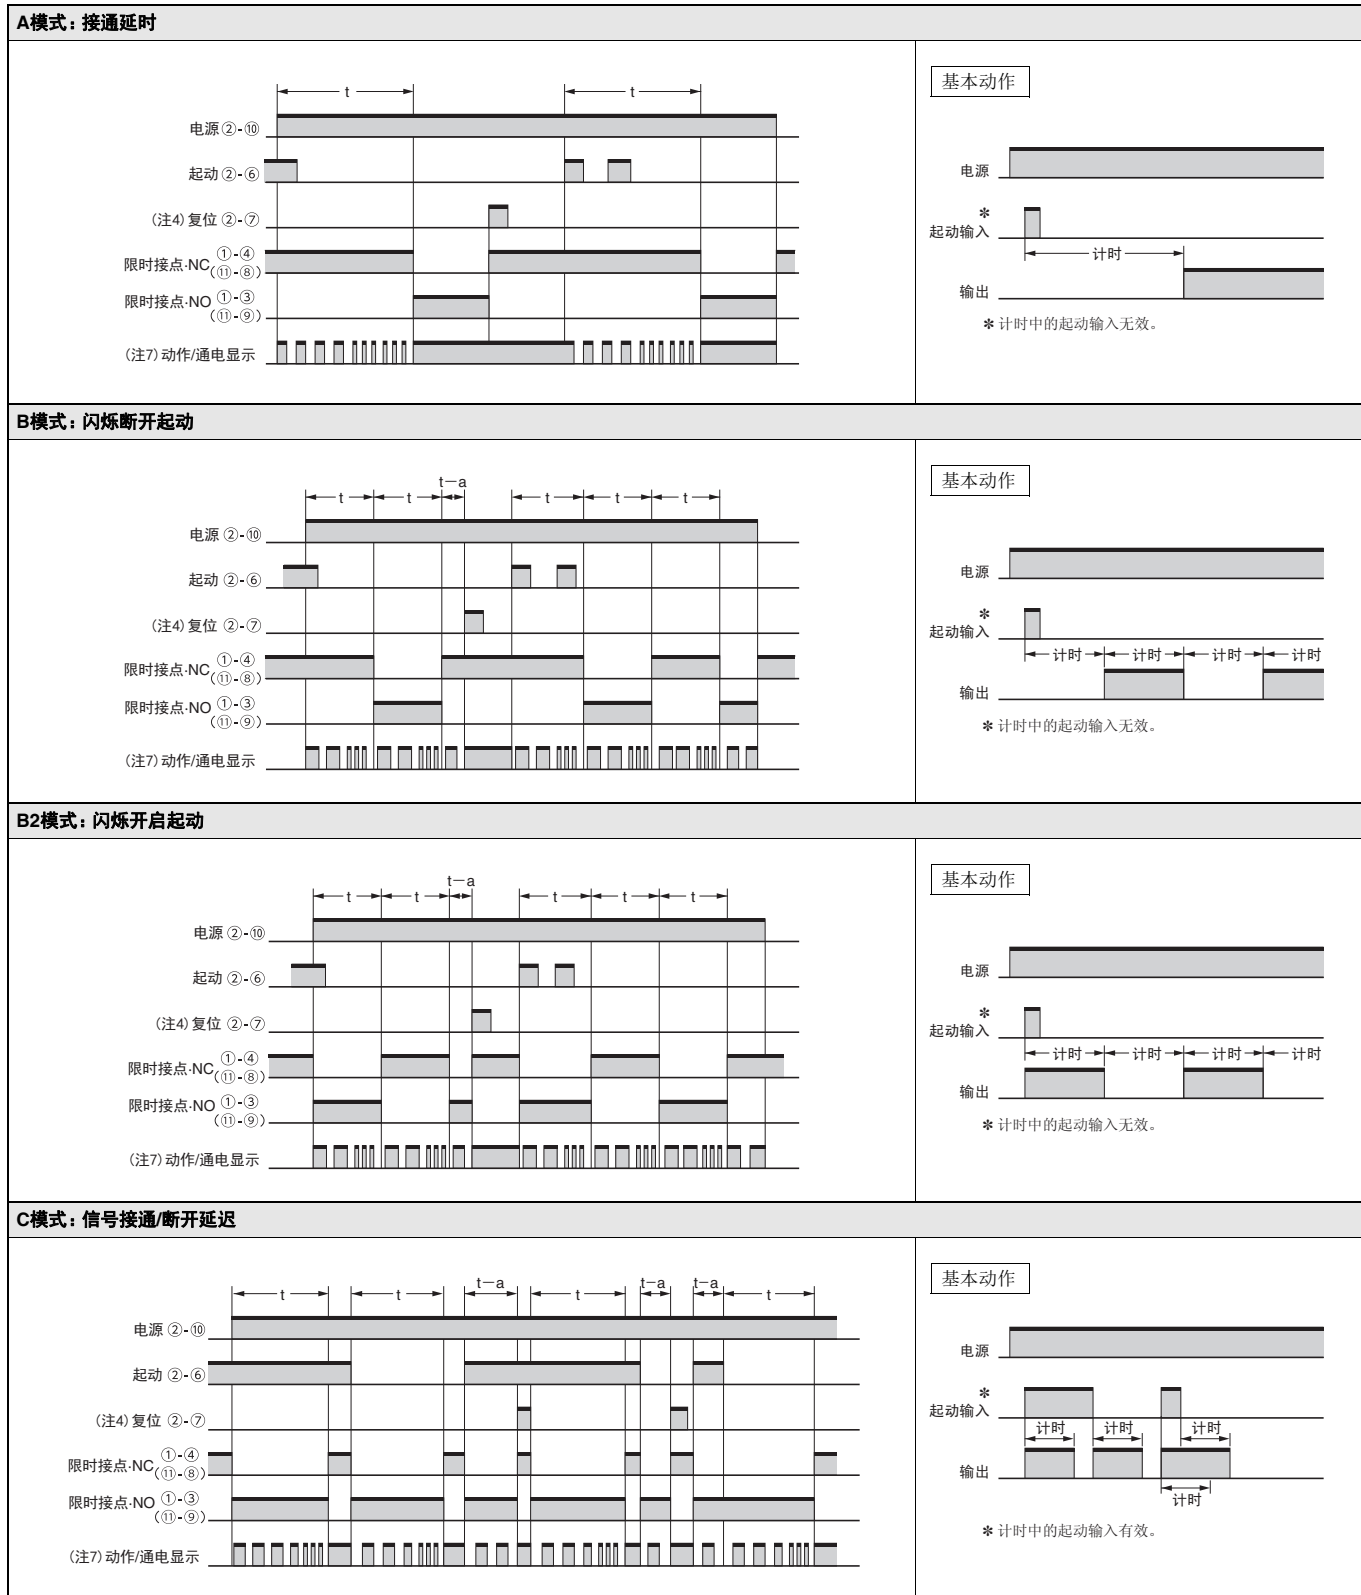 A模式：接通延时
t
t
电源②-⑩
起动②-⑥
(注4)复位 ②-⑦
限时接点·NC ①-④
(⑪-⑧)
限时接点·NO ①-③
(⑪-⑨)
(注7)动作/通电显示
基本动作
电源
＊
起动输入
计时
输出
＊计时中的起动输入无效。
B模式：闪烁断开起动
t
t
t－a
t
t
t
电源②-⑩
起动②-⑥
(注4)复位 ②-⑦
限时接点·NC ①-④
(⑪-⑧)
限时接点·NO ①-③
(⑪-⑨)
(注7)动作/通电显示
基本动作
电源
＊
起动输入
计时
计时
计时
计时
输出
＊计时中的起动输入无效。
B2模式：闪烁开启起动
t
t
t－a
t
t
t
电源②-⑩
起动②-⑥
(注4)复位 ②-⑦
限时接点·NC ①-④
(⑪-⑧)
限时接点·NO ①-③
(⑪-⑨)
(注7)动作/通电显示
基本动作
电源
＊
起动输入
计时
计时
计时
计时
输出
＊计时中的起动输入无效。
C模式：信号接通/断开延迟
t
t
t－a
t
t－a
t－a
t
电源②-⑩
起动②-⑥
(注4)复位 ②-⑦
限时接点·NC ①-④
(⑪-⑧)
限时接点·NO ①-③
(⑪-⑨)
(注7)动作/通电显示
基本动作
电源
＊
起动输入
计时
计时
计时
输出
计时
＊计时中的起动输入有效。